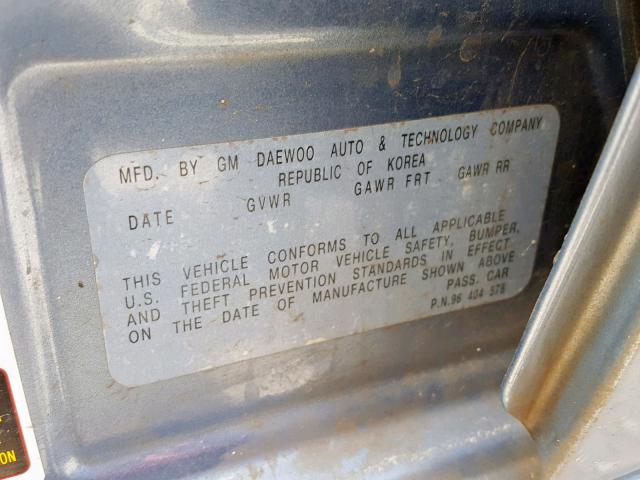 MFD. BY GM DAEWOO AUTO & TECHNOLOGY COMPANY
REPUBLIC OF KOREA
DATE GVWR GAWR FRT GAWR RR
THIS VEHICLE CONFORMS TO ALL APPLICABLE
U.S. FEDERAL MOTOR VEHICLE SAFETY, BUMPER,
AND THEFT PREVENTION STANDARDS IN EFFECT
ON THE DATE OF MANUFACTURE SHOWN ABOVE
PASS. CAR
P.N.96 404 578
ON